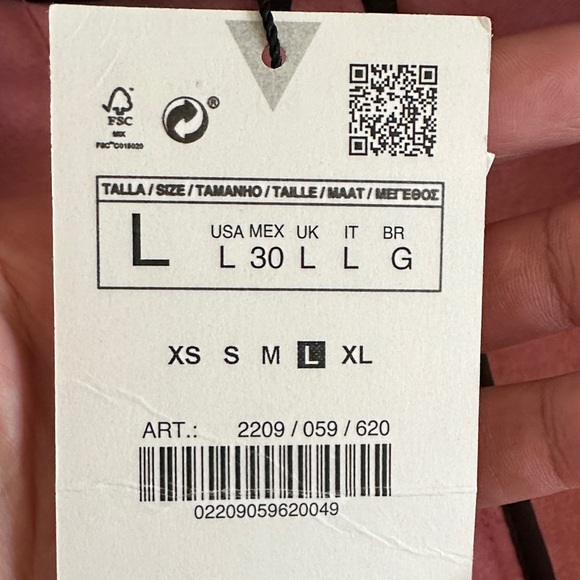 FSC
MIX
FSC™ C018020
®
TALLA / SIZE / TAMANHO / TAILLE / MAAT / ΜΕΓΕΘΟΣ
L
USA MEX UK IT BR
L 30 L L G
XS S M L XL
ART.: 2209 / 059 / 620
02209059620049